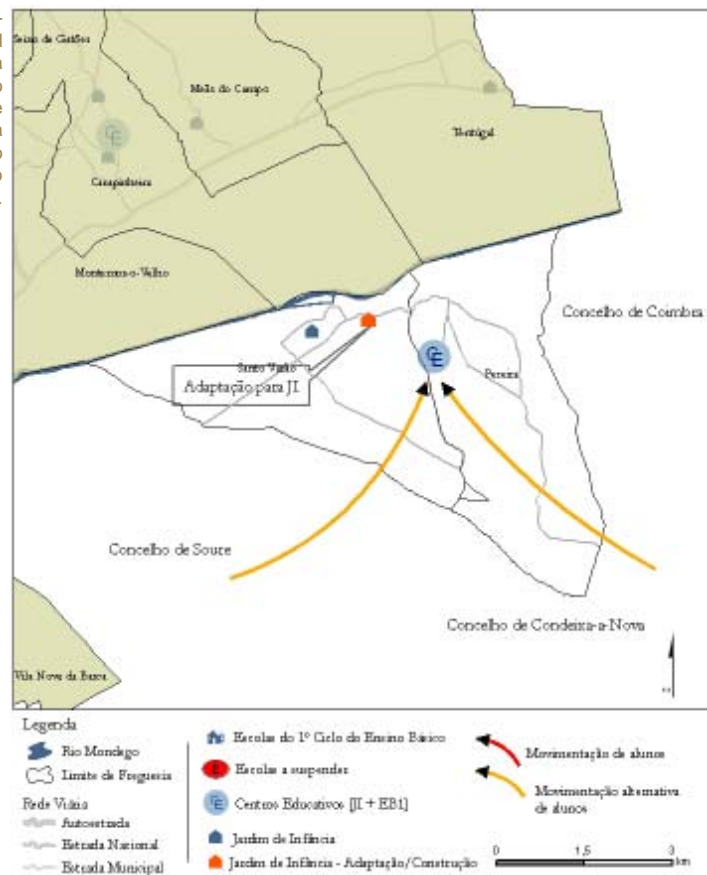 Seixo de Gatões
Meãs do Campo
Tentúgal
CE
Carapinheira
Montemor-o-Velho
Concelho de Coimbra
Santo Varão
Adaptação para JI
CE
Pereira
Concelho de Soure
Concelho de Condeixa-a-Nova
Vila Nova da Barca
Legenda
Rio Mondego
Limite de Freguesia
Rede Viária
Autoestrada
Estrada Nacional
Estrada Municipal
Escolas do 1º Ciclo do Ensino Básico
E
Escolas a suspender
CE
Centros Educativos [JI + EB1]
Jardim de Infância
Jardim de Infância - Adaptação/Construção
Movimentação de alunos
Movimentação alternativa
de alunos
0 1,5 3
km